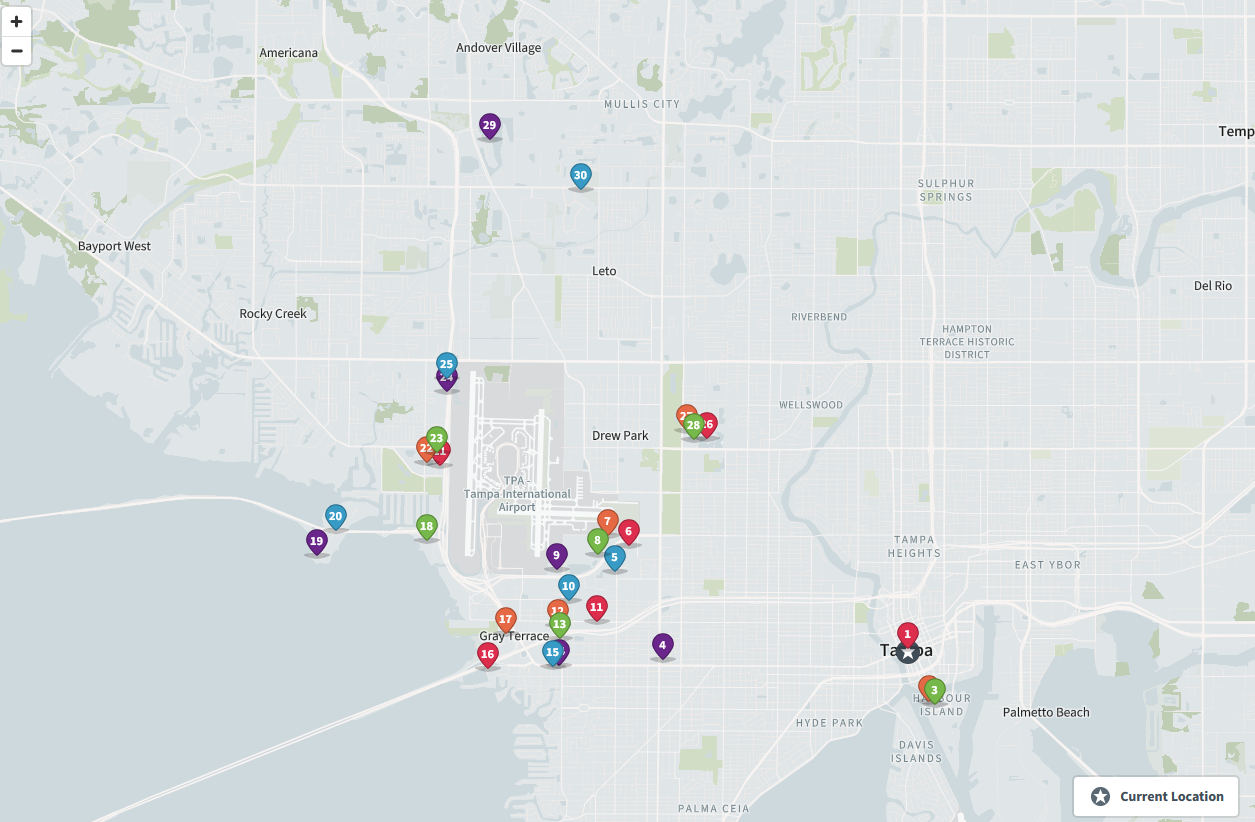 +
Andover Village
Americana
−
MULLIS CITY
29
Temp
30
SULPHUR
SPRINGS
Bayport West
Leto
Del Rio
Rocky Creek
RIVERBEND
HAMPTON
TERRACE HISTORIC
DISTRICT
25
24
WELLSWOOD
27
28
26
Drew Park
23
22
21
TPA -
Tampa International
Airport
20
18
7
6
19
8
9
5
TAMPA
HEIGHTS
EAST YBOR
10
12
11
17
13
1
Gray Terrace
4
Tampa
16
15
3
HARBOUR
ISLAND
Palmetto Beach
HYDE PARK
DAVIS
ISLANDS
Current Location
PALMA CEIA